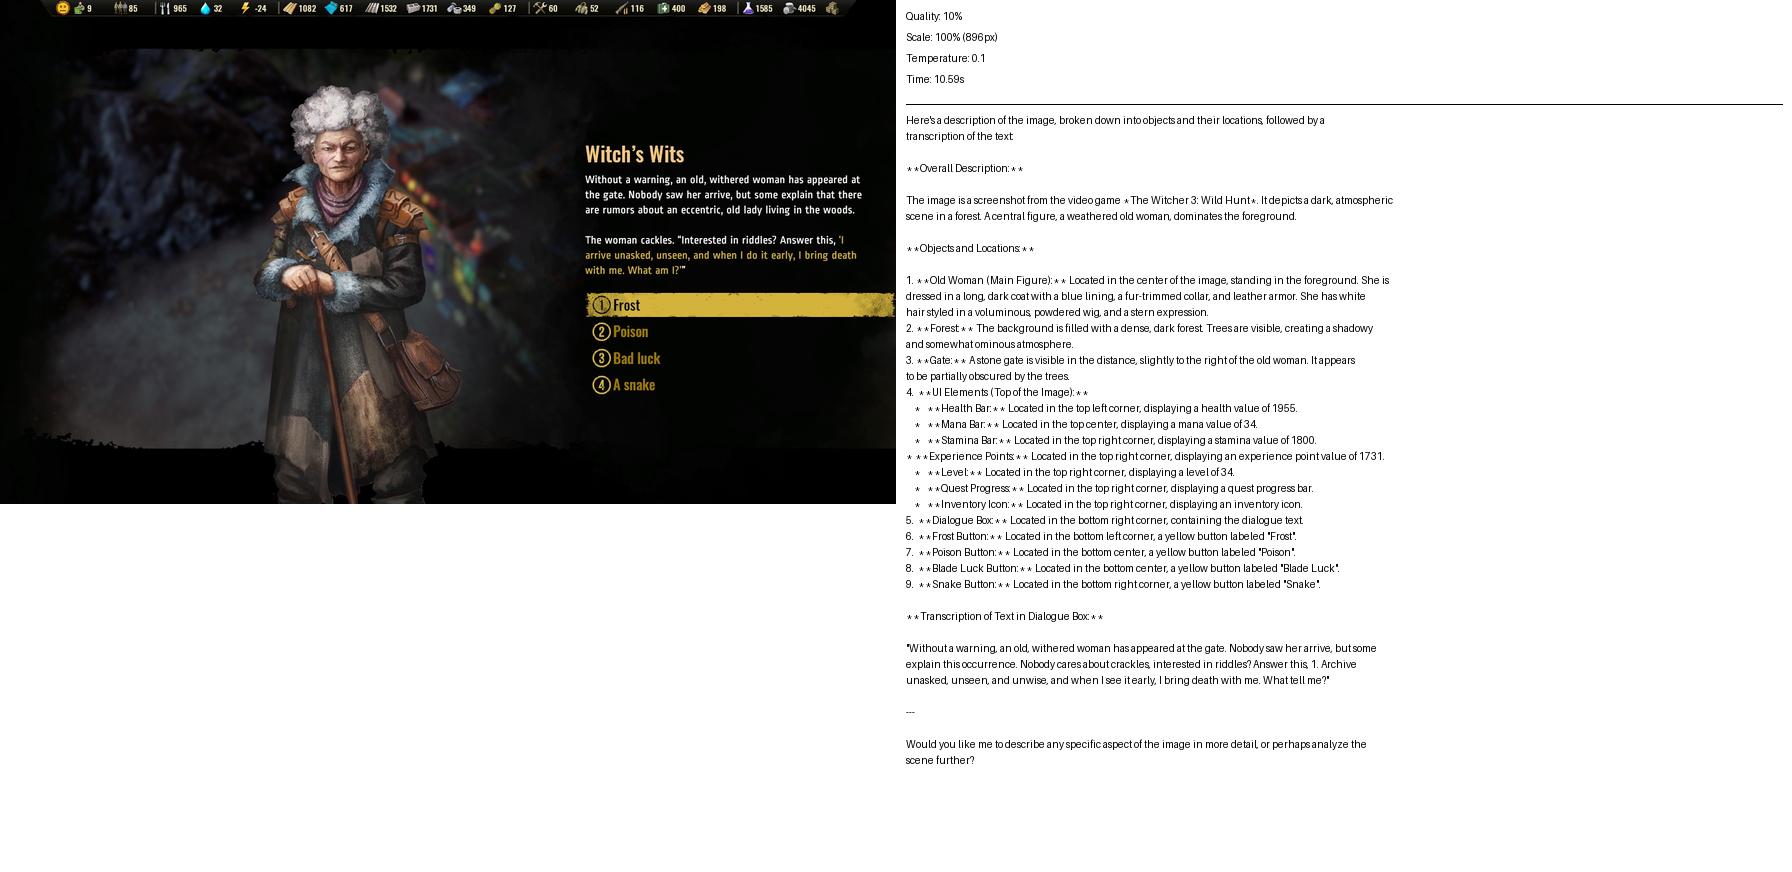 9 85 965 32 -24 1082 617 1532 1731 349 127 60 52 116 400 198 1585 4045
Witch's Wits
Without a warning, an old, withered woman has appeared at
the gate. Nobody saw her arrive, but some explain that there
are rumors about an eccentric, old lady living in the woods.
The woman cackles. "Interested in riddles? Answer this, 'I
arrive unasked, unseen, and when I do it early, I bring death
with me. What am I?'"
1 Frost
2 Poison
3 Bad luck
4 A snake
Quality: 10%
Scale: 100% (896px)
Temperature: 0.1
Time: 10.59s
Here's a description of the image, broken down into objects and their locations, followed by a
transcription of the text:
**Overall Description:**
The image is a screenshot from the video game *The Witcher 3: Wild Hunt*. It depicts a dark, atmospheric
scene in a forest. A central figure, a weathered old woman, dominates the foreground.
**Objects and Locations:**
1. **Old Woman (Main Figure):** Located in the center of the image, standing in the foreground. She is
dressed in a long, dark coat with a blue lining, a fur-trimmed collar, and leather armor. She has white
hair styled in a voluminous, powdered wig, and a stern expression.
2. **Forest:** The background is filled with a dense, dark forest. Trees are visible, creating a shadowy
and somewhat ominous atmosphere.
3. **Gate:** A stone gate is visible in the distance, slightly to the right of the old woman. It appears
to be partially obscured by the trees.
4. **UI Elements (Top of the Image):**
* **Health Bar:** Located in the top left corner, displaying a health value of 1955.
* **Mana Bar:** Located in the top center, displaying a mana value of 34.
* **Stamina Bar:** Located in the top right corner, displaying a stamina value of 1800.
* **Experience Points:** Located in the top right corner, displaying an experience point value of 1731.
* **Level:** Located in the top right corner, displaying a level of 34.
* **Quest Progress:** Located in the top right corner, displaying a quest progress bar.
* **Inventory Icon:** Located in the top right corner, displaying an inventory icon.
5. **Dialogue Box:** Located in the bottom right corner, containing the dialogue text.
6. **Frost Button:** Located in the bottom left corner, a yellow button labeled "Frost".
7. **Poison Button:** Located in the bottom center, a yellow button labeled "Poison".
8. **Blade Luck Button:** Located in the bottom center, a yellow button labeled "Blade Luck".
9. **Snake Button:** Located in the bottom right corner, a yellow button labeled "Snake".
**Transcription of Text in Dialogue Box:**
"Without a warning, an old, withered woman has appeared at the gate. Nobody saw her arrive, but some
explain this occurrence. Nobody cares about crackles, interested in riddles? Answer this, 1. Archive
unasked, unseen, and unwise, and when I see it early, I bring death with me. What tell me?"
---
Would you like me to describe any specific aspect of the image in more detail, or perhaps analyze the
scene further?